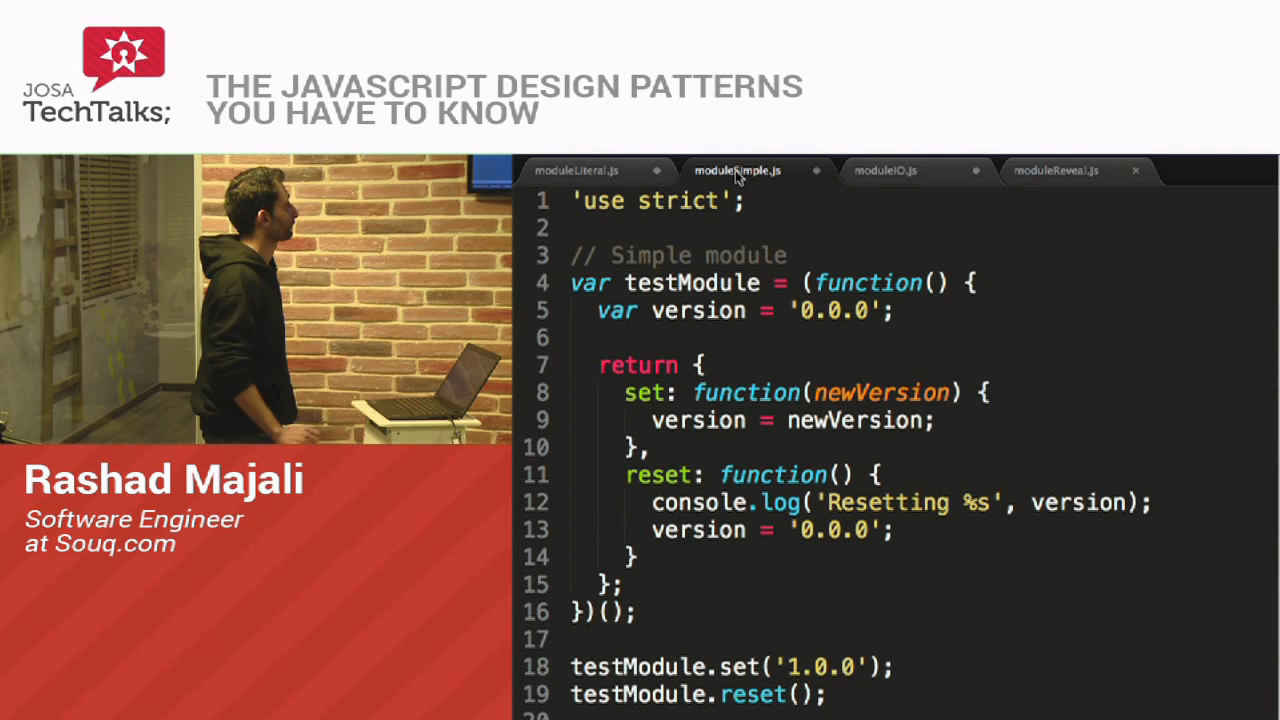 JOSA
TechTalks;
THE JAVASCRIPT DESIGN PATTERNS
YOU HAVE TO KNOW
moduleLiteral.js
moduleSimple.js
moduleIO.js
moduleReveal.js ×
1 'use strict';
2
3 // Simple module
4 var testModule = (function() {
5 var version = '0.0.0';
6
7 return {
8 set: function(newVersion) {
9 version = newVersion;
10 },
11 reset: function() {
12 console.log('Resetting %s', version);
13 version = '0.0.0';
14 }
15 };
16 })();
17
18 testModule.set('1.0.0');
19 testModule.reset();
20
Rashad Majali
Software Engineer
at Souq.com